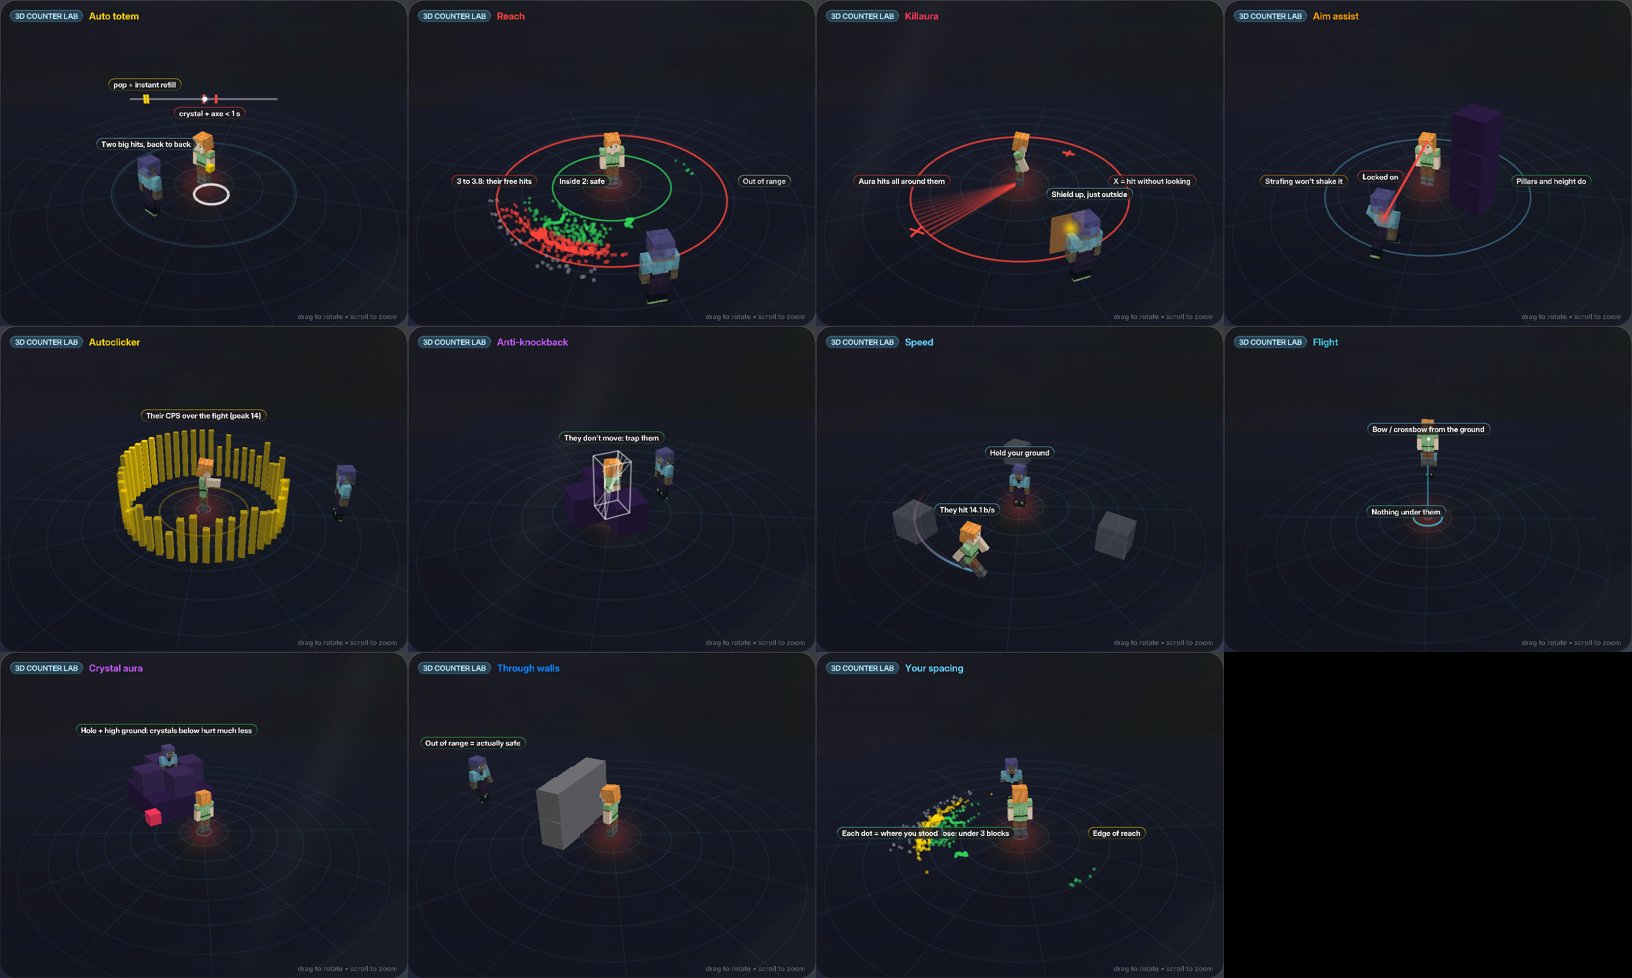 3D COUNTER LAB Auto totem
pop + instant refill
crystal + axe < 1 s
Two big hits, back to back
drag to rotate • scroll to zoom
3D COUNTER LAB Reach
3 to 3.8: their free hits
Inside 2: safe
Out of range
drag to rotate • scroll to zoom
3D COUNTER LAB Killaura
Aura hits all around them
X = hit without looking
Shield up, just outside
drag to rotate • scroll to zoom
3D COUNTER LAB Aim assist
Strafing won't shake it
Locked on
Pillars and height do
drag to rotate • scroll to zoom
3D COUNTER LAB Autoclicker
Their CPS over the fight (peak 14)
drag to rotate • scroll to zoom
3D COUNTER LAB Anti-knockback
They don't move: trap them
drag to rotate • scroll to zoom
3D COUNTER LAB Speed
Hold your ground
They hit 14.1 b/s
drag to rotate • scroll to zoom
3D COUNTER LAB Flight
Bow / crossbow from the ground
Nothing under them
drag to rotate • scroll to zoom
3D COUNTER LAB Crystal aura
Hole + high ground: crystals below hurt much less
drag to rotate • scroll to zoom
3D COUNTER LAB Through walls
Out of range = actually safe
drag to rotate • scroll to zoom
3D COUNTER LAB Your spacing
Each dot = where you stood
ose: under 3 blocks
Edge of reach
drag to rotate • scroll to zoom